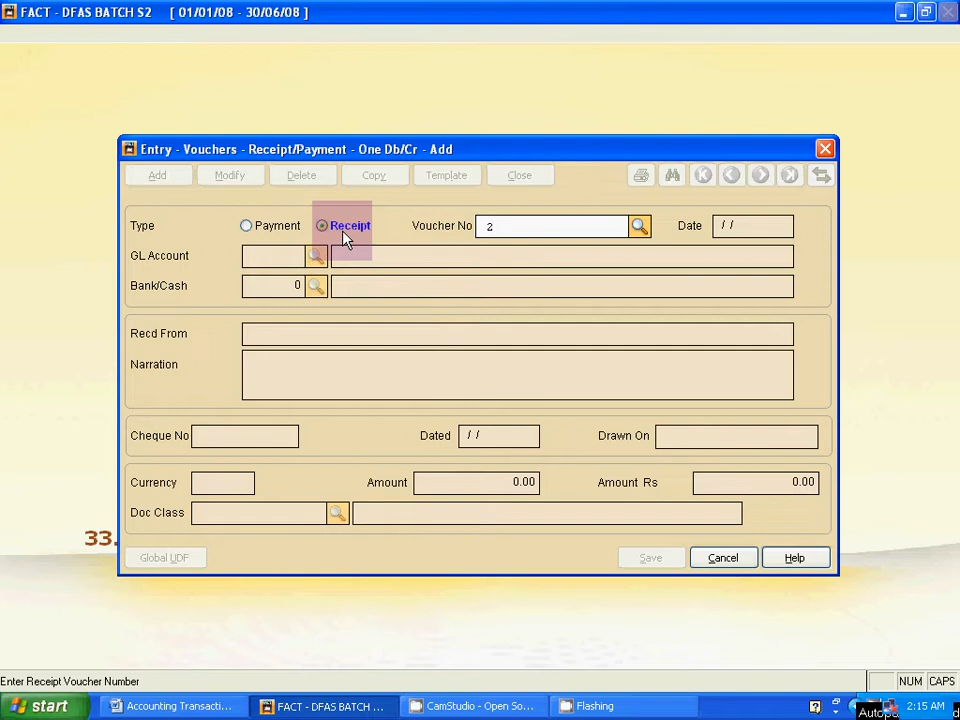 FACT - DFAS BATCH S2 [ 01/01/08 - 30/06/08 ]
Entry - Vouchers - Receipt/Payment - One Db/Cr - Add
Add Modify Delete Copy Template Close
Type Payment Receipt Voucher No 2 Date / /
GL Account
Bank/Cash 0
Recd From
Narration
Cheque No Dated / / Drawn On
Currency Amount 0.00 Amount Rs 0.00
Doc Class
33.
Global UDF Save Cancel Help
Enter Receipt Voucher Number NUM CAPS
start Accounting Transacti... FACT - DFAS BATCH ... CamStudio - Open So... Flashing 2:15 AM